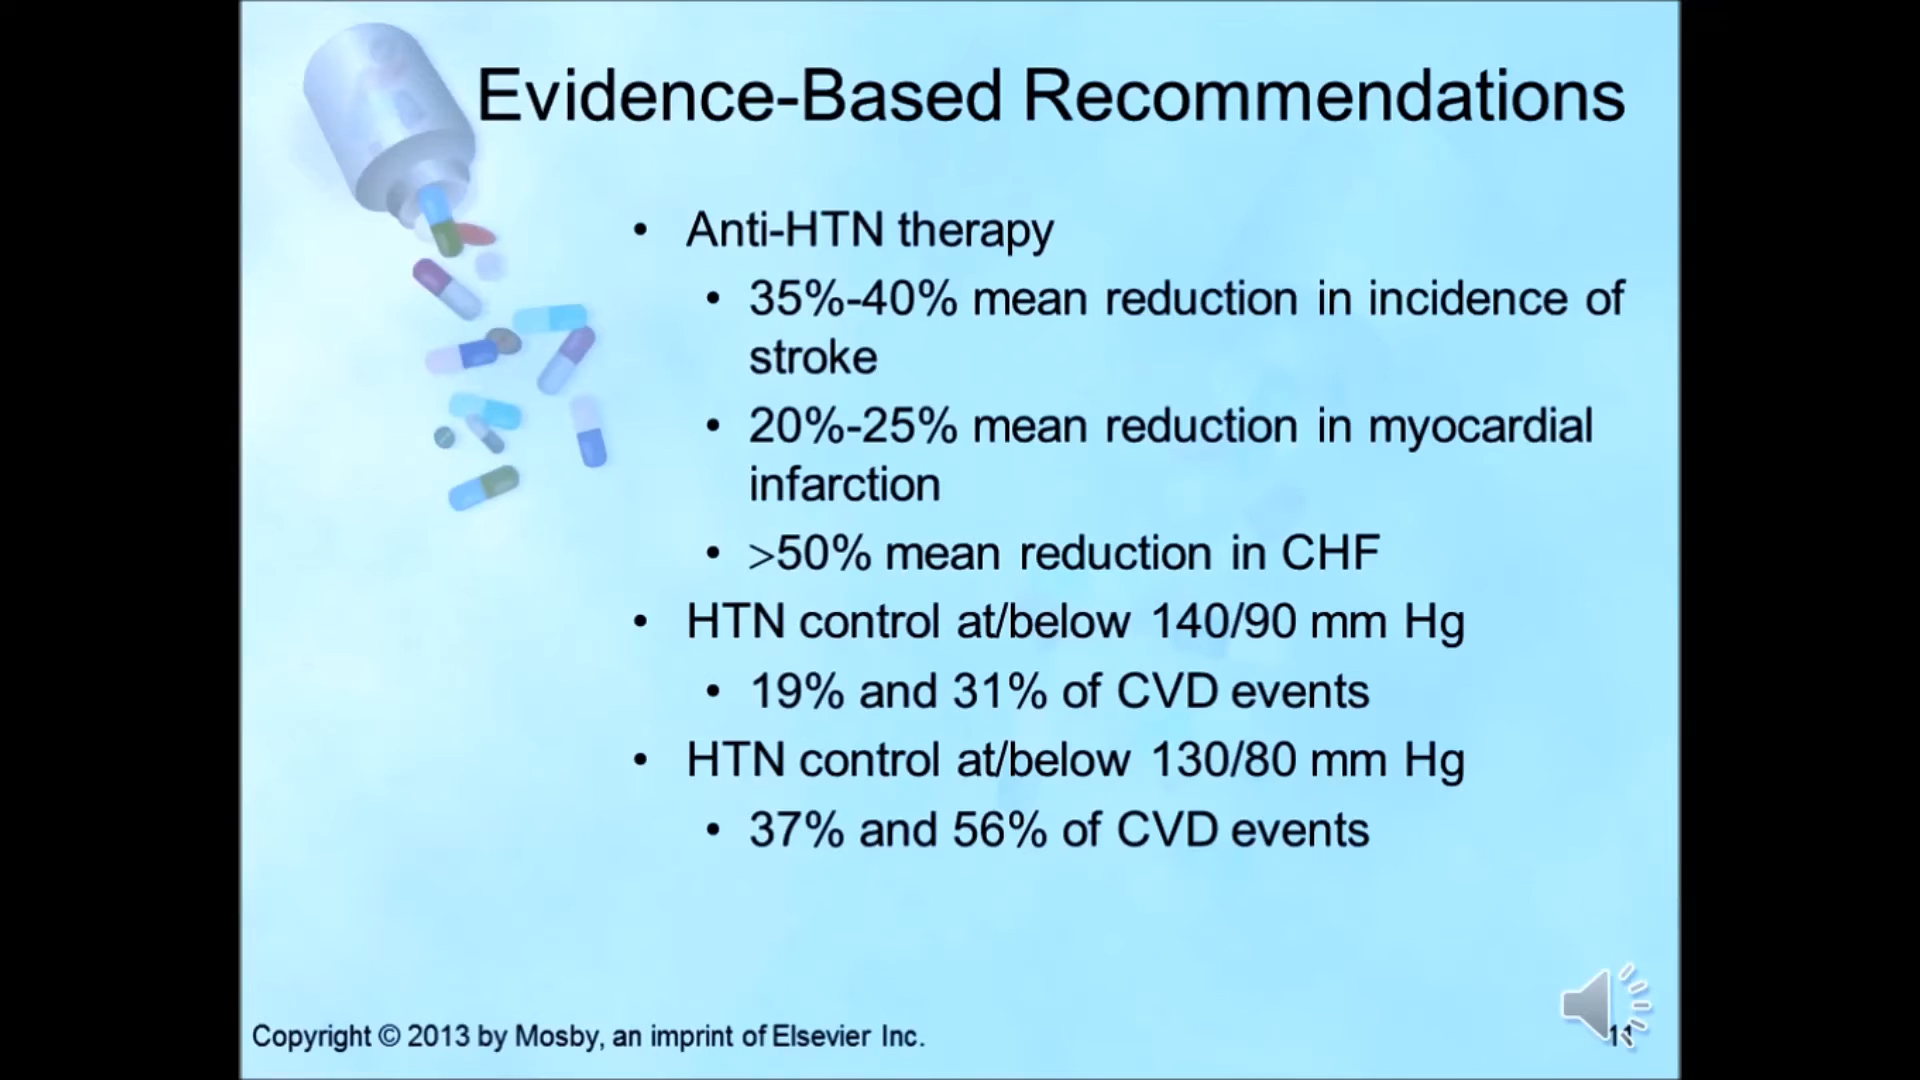 Evidence-Based Recommendations
• Anti-HTN therapy
• 35%-40% mean reduction in incidence of
stroke
• 20%-25% mean reduction in myocardial
infarction
• >50% mean reduction in CHF
• HTN control at/below 140/90 mm Hg
• 19% and 31% of CVD events
• HTN control at/below 130/80 mm Hg
• 37% and 56% of CVD events
Copyright © 2013 by Mosby, an imprint of Elsevier Inc.